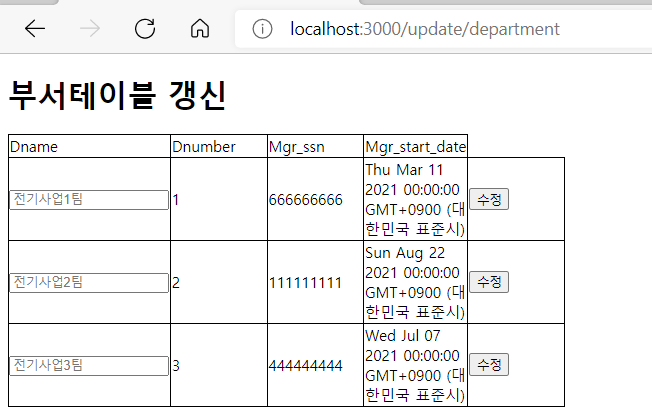 localhost:3000/update/department
부서테이블 갱신
Dname Dnumber Mgr_ssn Mgr_start_date
전기사업1팀 1 666666666 Thu Mar 11
2021 00:00:00
GMT+0900 (대
한민국 표준시) 수정
전기사업2팀 2 111111111 Sun Aug 22
2021 00:00:00
GMT+0900 (대
한민국 표준시) 수정
전기사업3팀 3 444444444 Wed Jul 07
2021 00:00:00
GMT+0900 (대
한민국 표준시) 수정